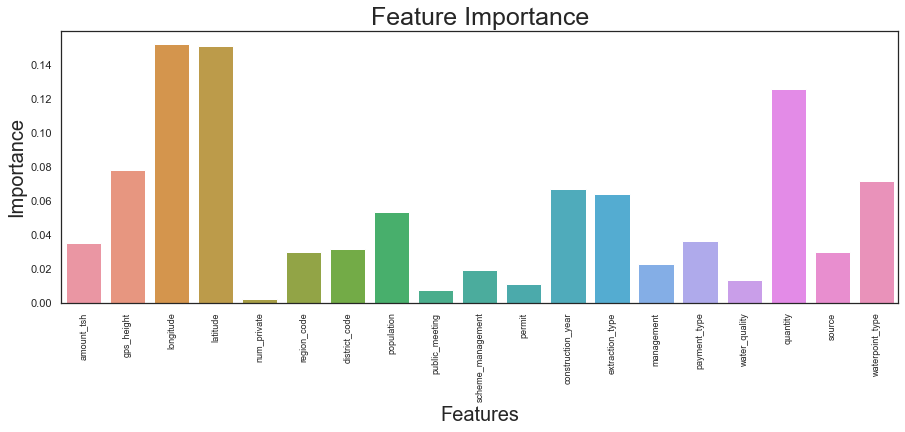 Feature Importance
Importance
0.14
0.12
0.10
0.08
0.06
0.04
0.02
0.00
amount_tsh
gps_height
longitude
latitude
num_private
region_code
district_code
population
public_meeting
scheme_management
permit
construction_year
extraction_type
management
payment_type
water_quality
quantity
source
waterpoint_type
Features